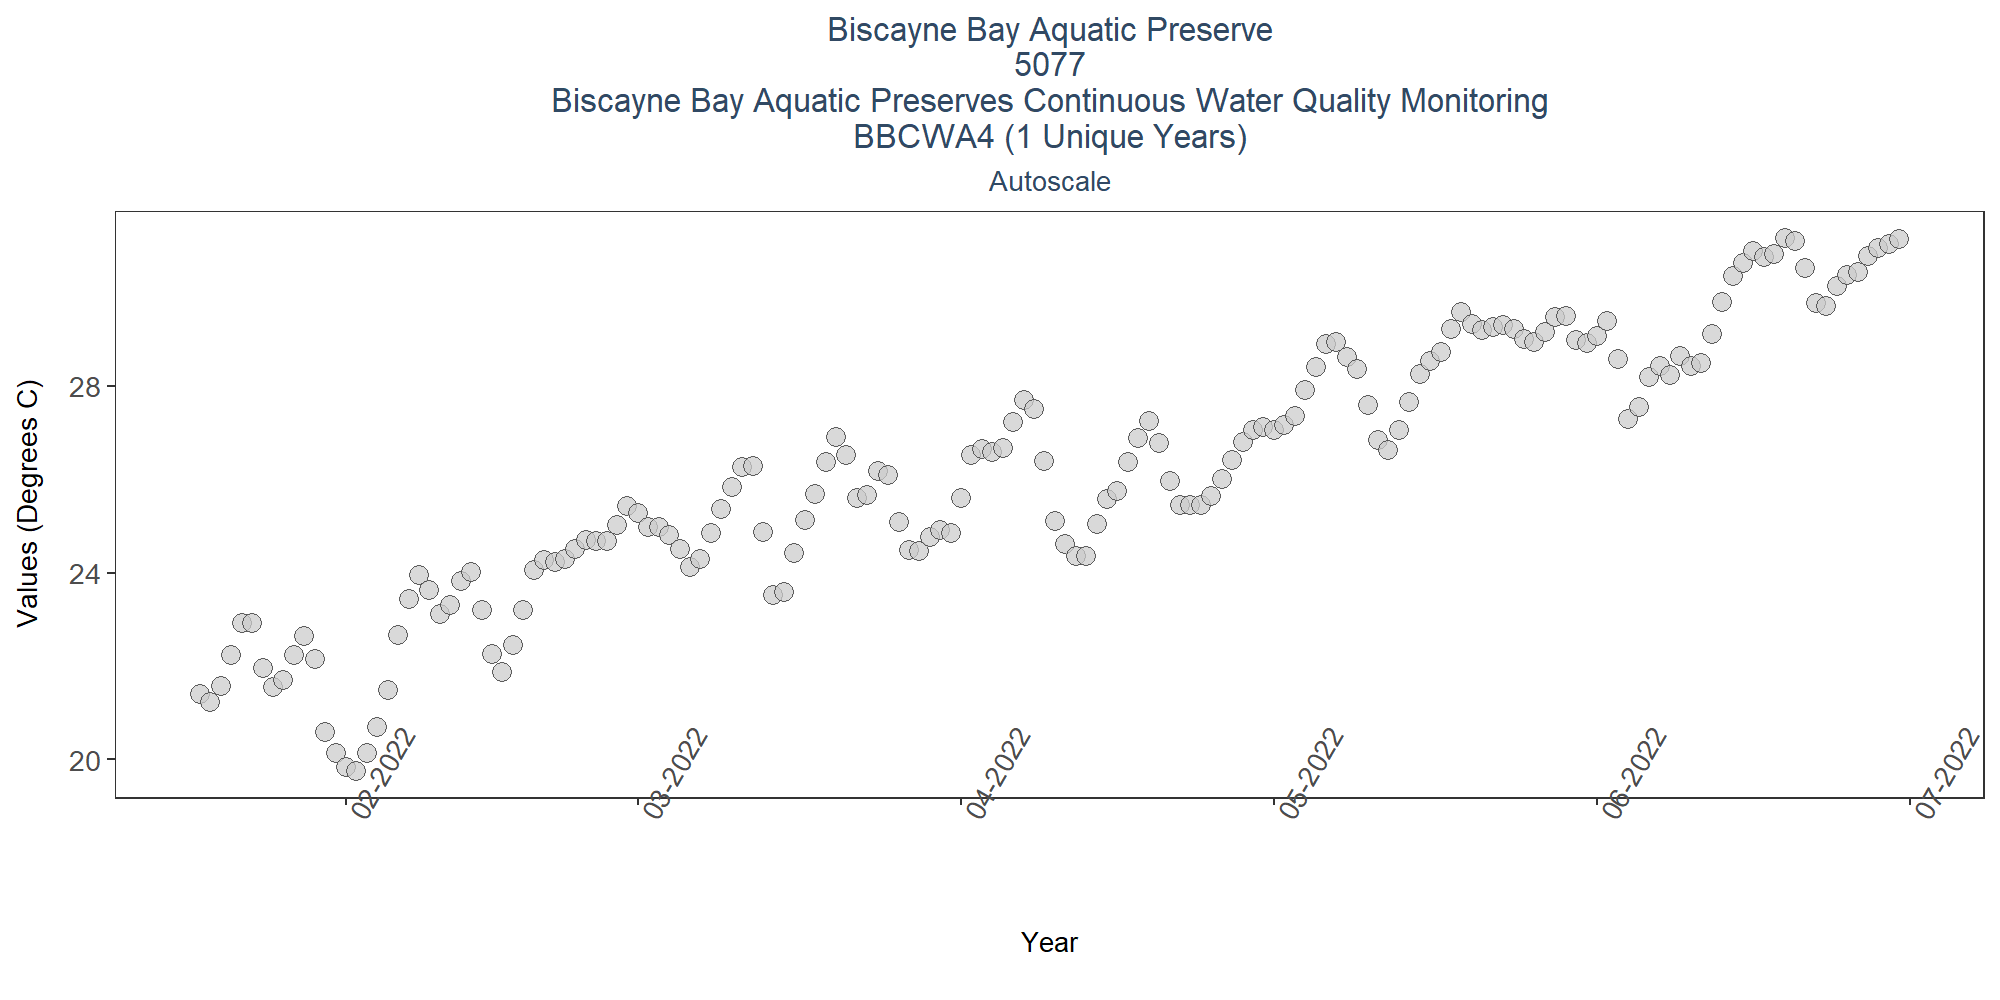 Biscayne Bay Aquatic Preserve
5077
Biscayne Bay Aquatic Preserves Continuous Water Quality Monitoring
BBCWA4 (1 Unique Years)
Autoscale
Values (Degrees C)
28
24
20
02-2022
03-2022
04-2022
05-2022
06-2022
07-2022
Year